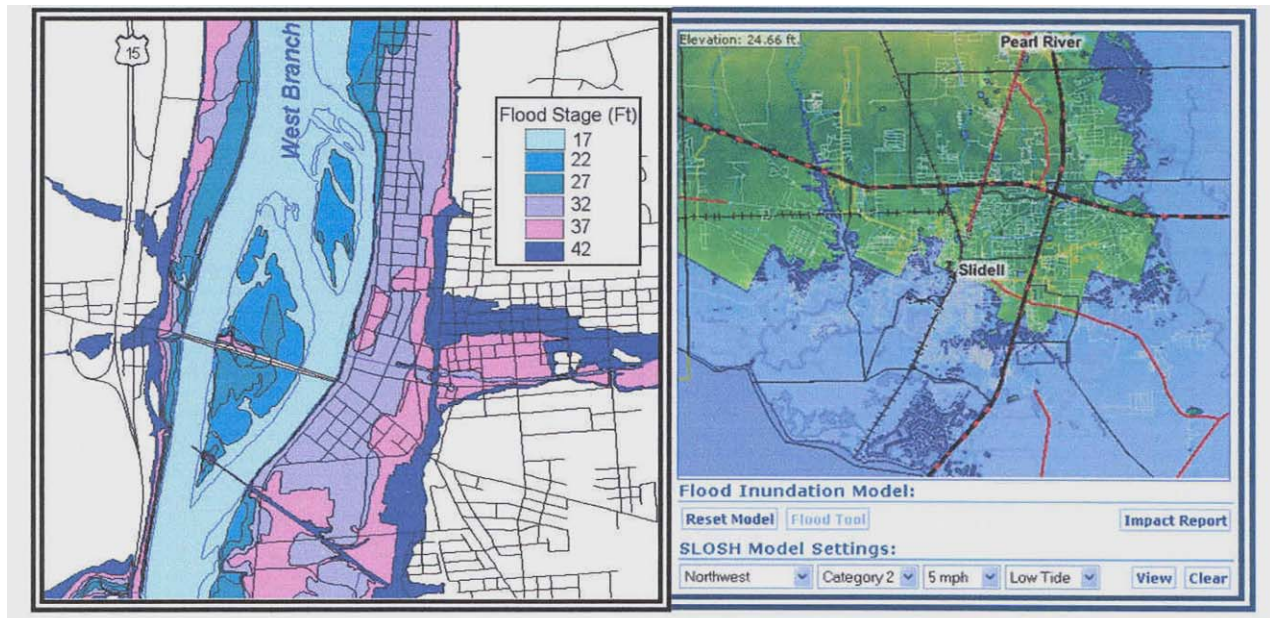 15
West Branch
Flood Stage (Ft)
17
22
27
32
37
42
Elevation: 24.66 ft.
Pearl River
Slidell
Flood Inundation Model:
Reset Model Flood Tool Impact Report
SLOSH Model Settings:
Northwest Category 2 5 mph Low Tide View Clear